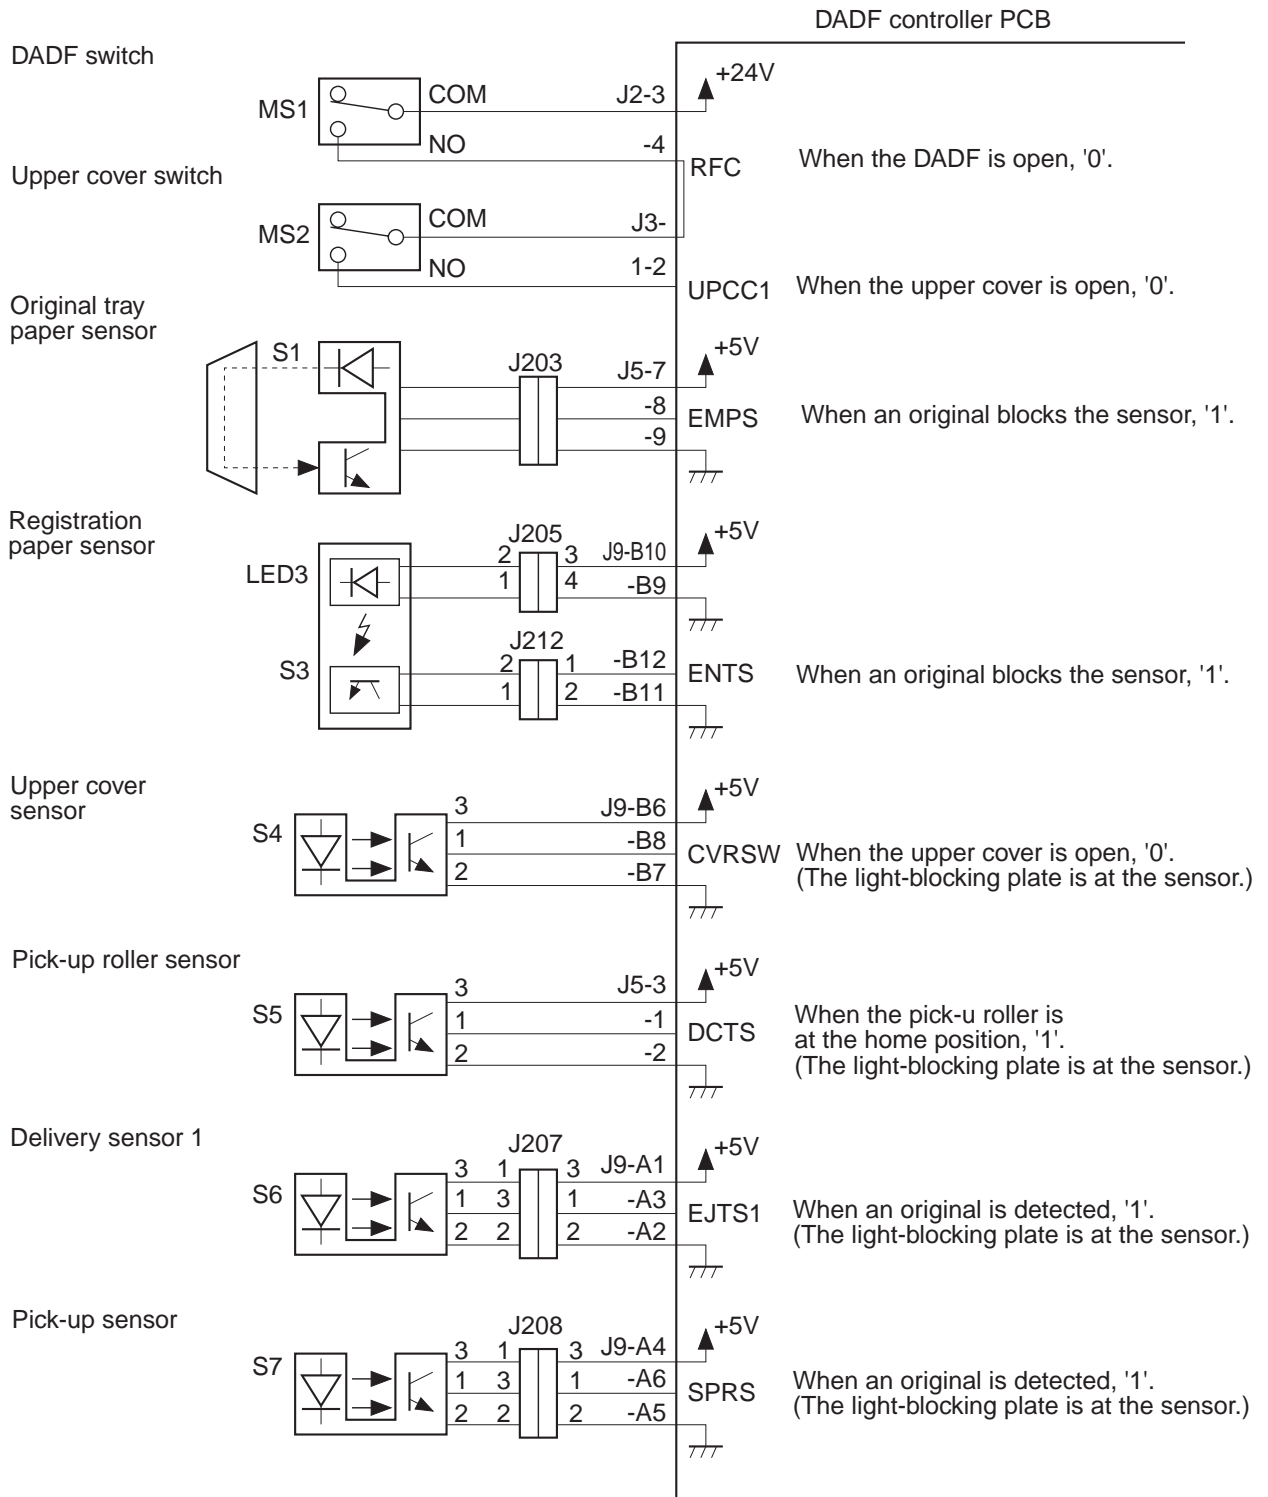 DADF controller PCB
DADF switch
MS1
COM
J2-3
+24V
NO
-4
RFC
When the DADF is open, '0'.
Upper cover switch
MS2
COM
J3-
NO
1-2
UPCC1
When the upper cover is open, '0'.
Original tray
paper sensor
S1
J203
J5-7
+5V
-8
EMPS
When an original blocks the sensor, '1'.
-9
Registration
paper sensor
LED3
J205
2
3
J9-B10
+5V
1
4
-B9
S3
J212
2
1
-B12
ENTS
When an original blocks the sensor, '1'.
1
2
-B11
Upper cover
sensor
S4
3
J9-B6
+5V
1
-B8
CVRSW
When the upper cover is open, '0'.
(The light-blocking plate is at the sensor.)
2
-B7
Pick-up roller sensor
S5
3
J5-3
+5V
1
-1
DCTS
When the pick-u roller is
at the home position, '1'.
(The light-blocking plate is at the sensor.)
2
-2
Delivery sensor 1
S6
J207
3
1
3
J9-A1
+5V
1
3
1
-A3
EJTS1
When an original is detected, '1'.
(The light-blocking plate is at the sensor.)
2
2
2
-A2
Pick-up sensor
S7
J208
3
1
3
J9-A4
+5V
1
3
1
-A6
SPRS
When an original is detected, '1'.
(The light-blocking plate is at the sensor.)
2
2
2
-A5